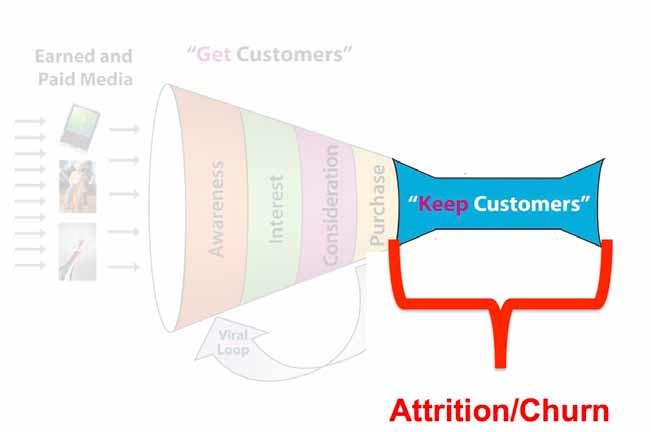 Earned and
Paid Media
“Get Customers”
Awareness
Interest
Consideration
Purchase
“Keep Customers”
Viral
Loop
Attrition/Churn